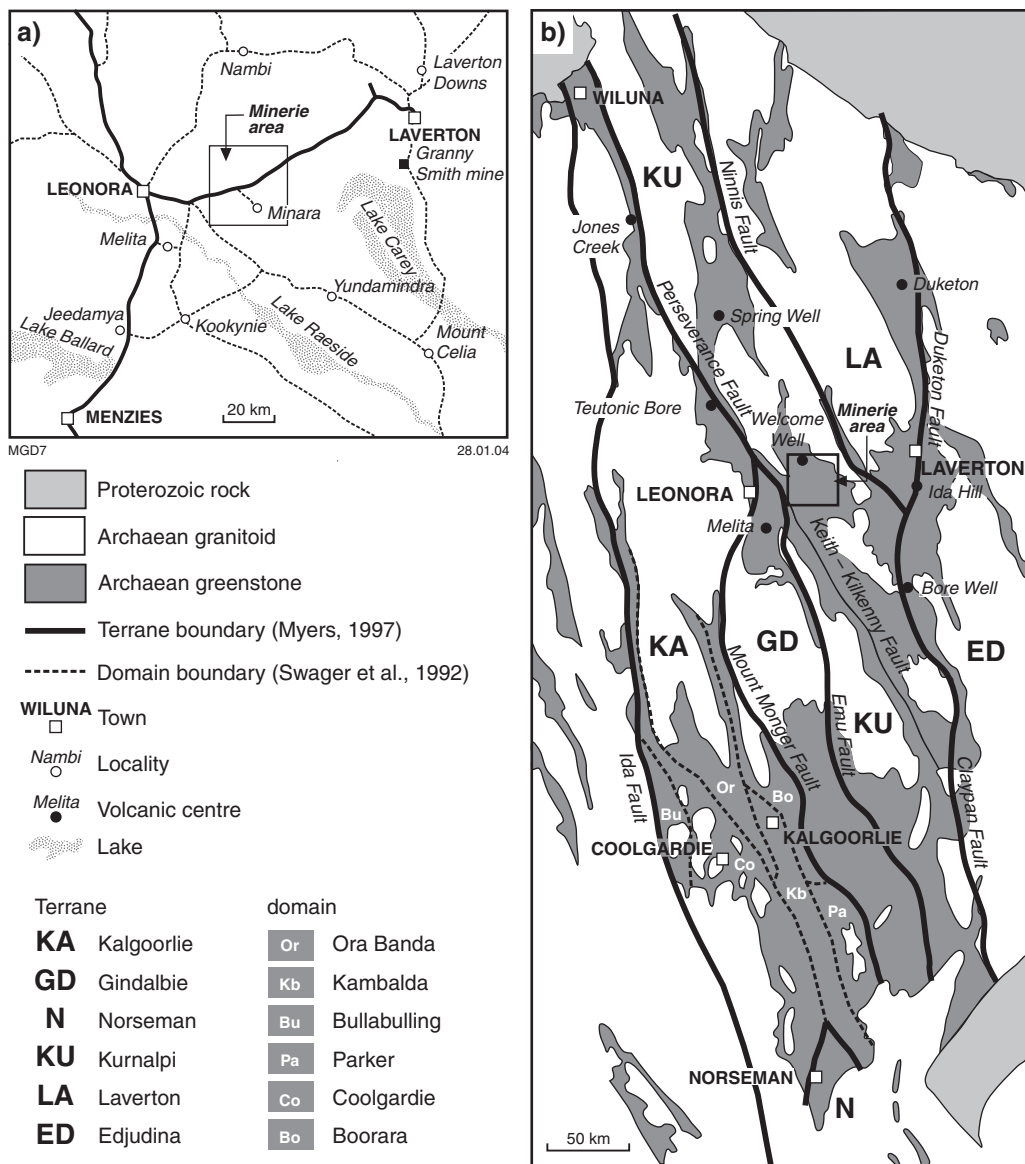 a)
Nambi
Laverton
Downs
Minerie
area
LAVERTON
Granny
Smith mine
LEONORA
Minara
Lake Carey
Melita
Yundamindra
Jeedamya
Lake Ballard
Kookynie
Lake Raeside
Mount
Celia
MENZIES
20 km
MGD7
28.01.04
Proterozoic rock
Archaean granitoid
Archaean greenstone
Terrane boundary (Myers, 1997)
Domain boundary (Swager et al., 1992)
WILUNA
Town
Nambi
Locality
Melita
Volcanic centre
Lake
Terrane
domain
KA Kalgoorlie
Or Ora Banda
GD Gindalbie
Kb Kambalda
N Norseman
Bu Bullabulling
KU Kurnalpi
Pa Parker
LA Laverton
Co Coolgardie
ED Edjudina
Bo Boorara
b)
WILUNA
KU
Ninnis Fault
Jones
Creek
Duketon
Perseverance Fault
Spring Well
LA
Duketon Fault
Teutonic Bore
Welcome
Well
Minerie
area
LAVERTON
LEONORA
Ida Hill
Melita
Keith – Kilkenny Fault
Bore Well
KA
GD
ED
Mount Monger Fault
Emu Fault
KU
Ida Fault
Claypan Fault
Or
Bo
Bu
KALGOORLIE
COOLGARDIE
Co
Kb
Pa
NORSEMAN
N
50 km